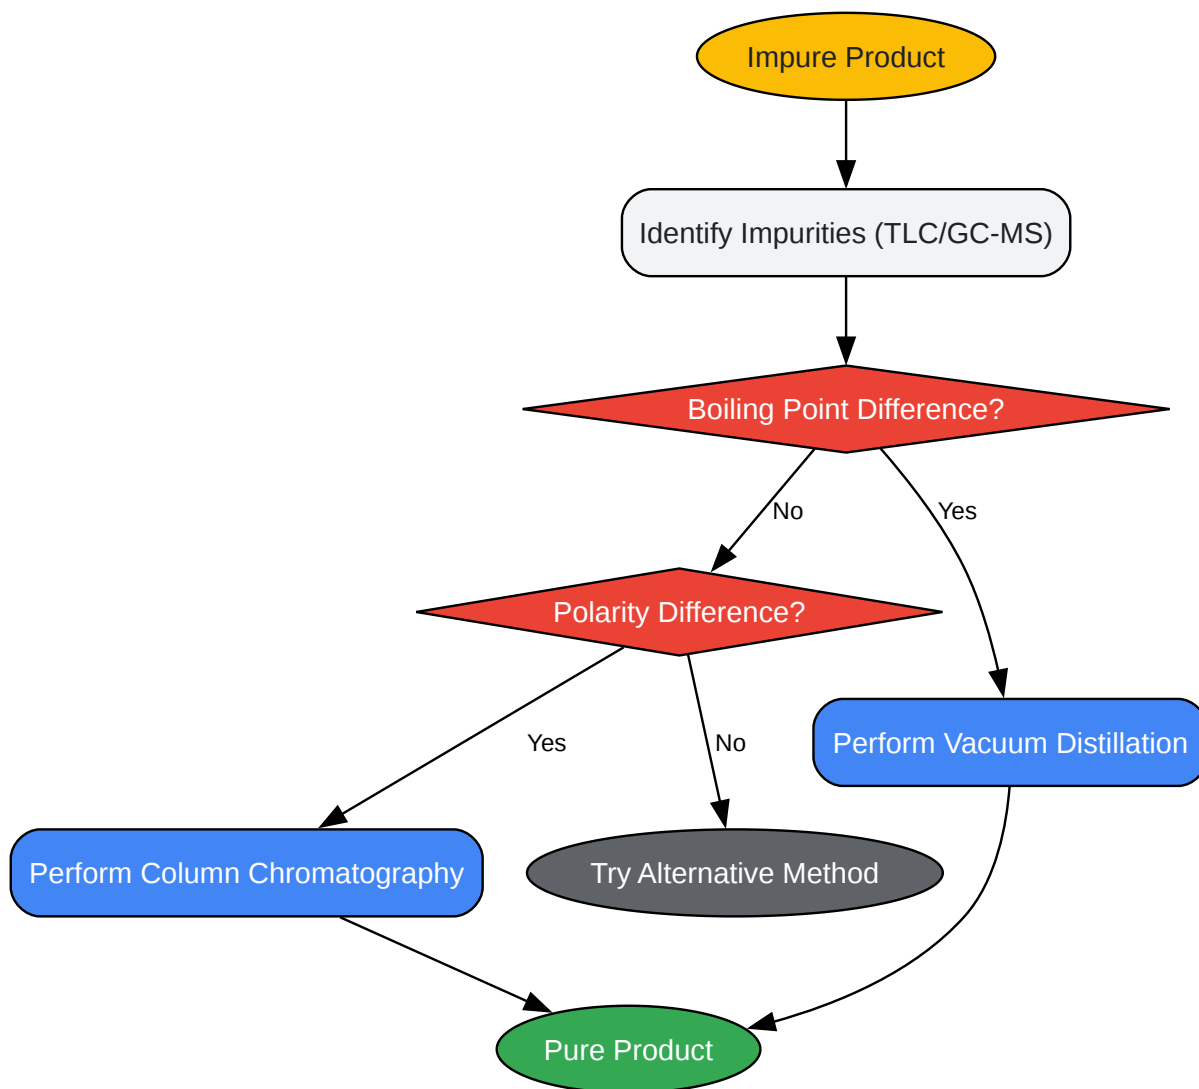 Impure Product
Identify Impurities (TLC/GC-MS)
Boiling Point Difference?
No
Yes
Polarity Difference?
Yes
No
Perform Vacuum Distillation
Perform Column Chromatography
Try Alternative Method
Pure Product